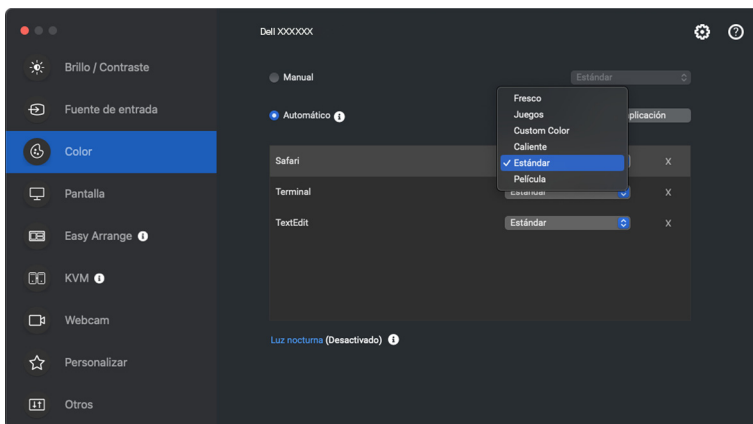 Dell XXXXXX
Brillo / Contraste
Fuente de entrada
Color
Pantalla
Easy Arrange
KVM
Webcam
Personalizar
Otros
Manual
Estándar
Automático
plicación
Fresco
Juegos
Custom Color
Caliente
✓ Estándar
Película
Safari
X
Terminal
Estándar
X
TextEdit
Estándar
X
Luz nocturna (Desactivado)